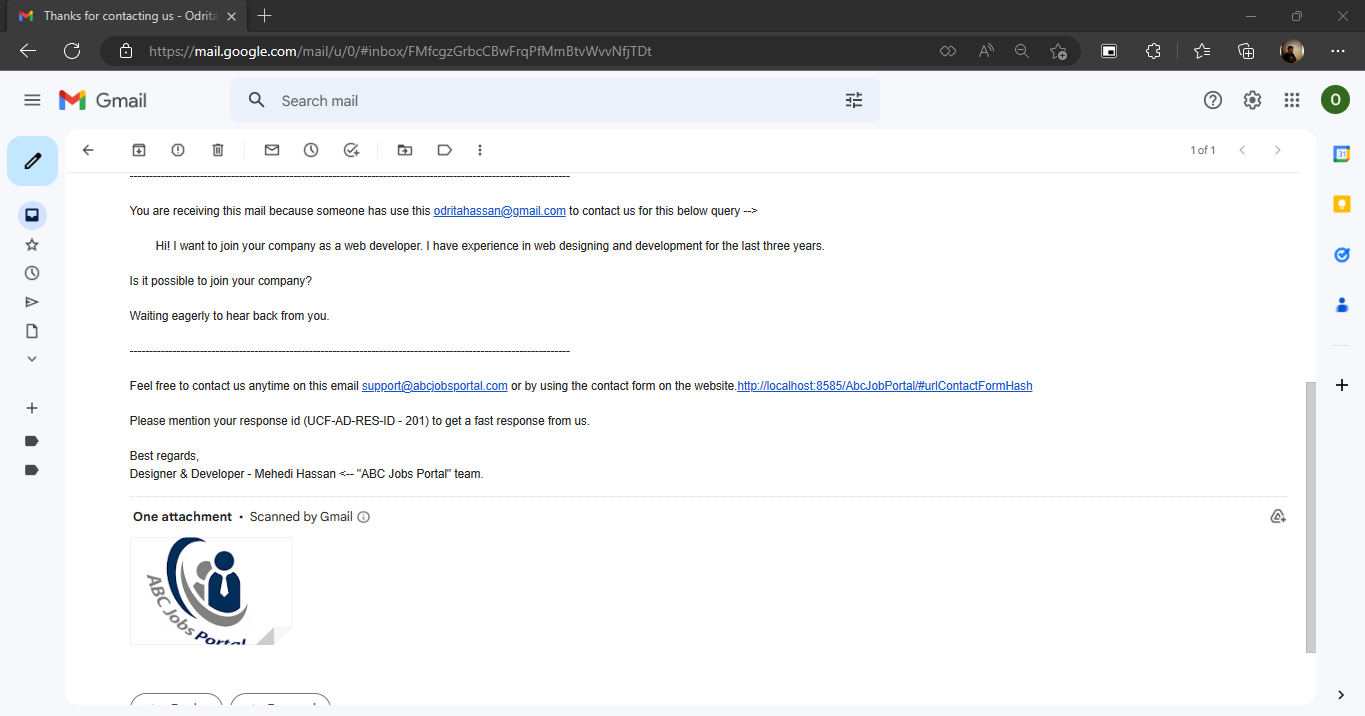 Thanks for contacting us - Odrita
https://mail.google.com/mail/u/0/#inbox/FMfcgzGrbcCBwFrqPfMmBtvWvvNfjTDt
Gmail
Search mail
O
1 of 1
31
--------------------------------------------------------------------------------------------------------------
You are receiving this mail because someone has use this odritahassan@gmail.com to contact us for this below query -->
Hi! I want to join your company as a web developer. I have experience in web designing and development for the last three years.
Is it possible to join your company?
Waiting eagerly to hear back from you.
--------------------------------------------------------------------------------------------------------------
Feel free to contact us anytime on this email support@abcjobsportal.com or by using the contact form on the website.http://localhost:8585/AbcJobPortal/#urlContactFormHash
Please mention your response id (UCF-AD-RES-ID - 201) to get a fast response from us.
Best regards,
Designer & Developer - Mehedi Hassan <-- "ABC Jobs Portal" team.
One attachment • Scanned by Gmail
ABC Jobs Portal